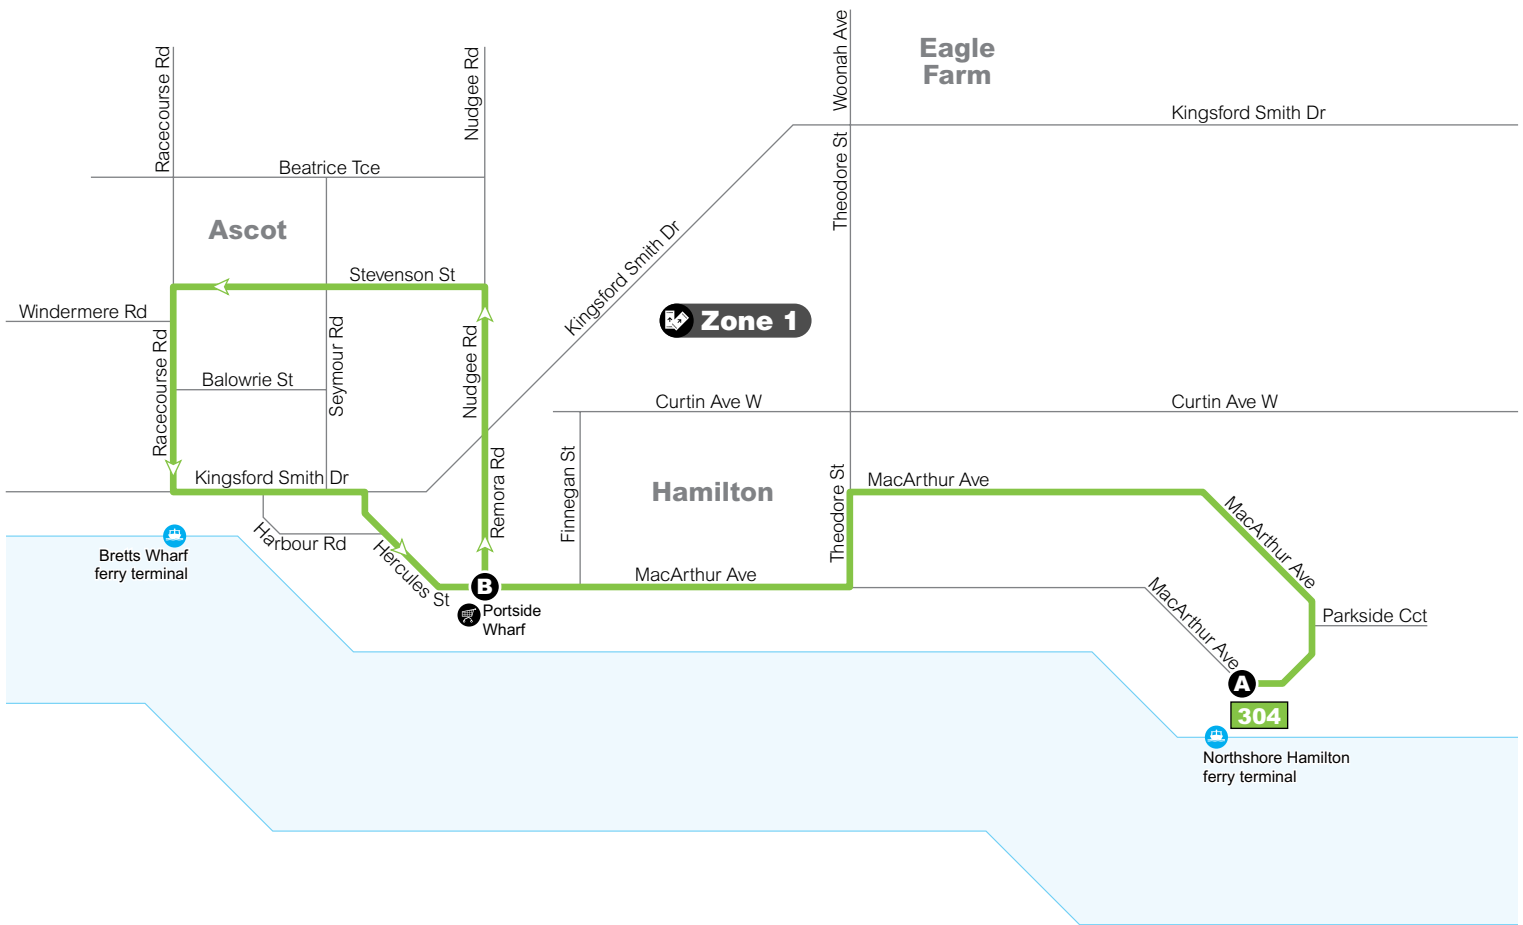 Racecourse Rd
Nudgee Rd
Woonah Ave
Eagle
Farm
Kingsford Smith Dr
Beatrice Tce
Theodore St
Ascot
Kingsford Smith Dr
Stevenson St
Windermere Rd
Zone 1
Racecourse Rd
Seymour Rd
Nudgee Rd
Balowrie St
Curtin Ave W
Curtin Ave W
Kingsford Smith Dr
Remora Rd
Finnegan St
Hamilton
Theodore St
MacArthur Ave
MacArthur Ave
Harbour Rd
Bretts Wharf
ferry terminal
Hercules St
B
MacArthur Ave
MacArthur Ave
Portside
Wharf
Parkside Cct
A
304
Northshore Hamilton
ferry terminal